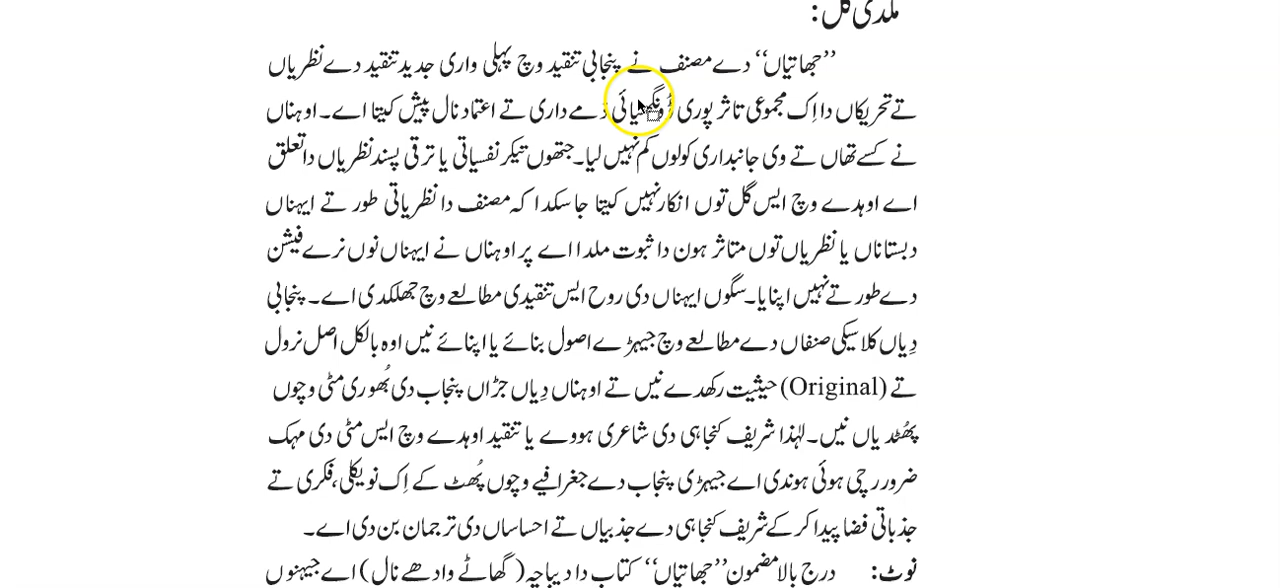 ملدی گل:
’’جھاتیاں‘‘ دے مصنف نے پنجابی تنقید وچ پہلی واری جدید تنقید دے نظریاں
تے تحریکاں دا اِک مجموعی تاثر پوری ڈُونگھیائی ذمے داری تے اعتماد نال پیش کیتا اے۔ اوہناں
نے کسے تھاں تے وی جانبداری کولوں کم نہیں لیا۔ جتھوں تیکر نفسیاتی یا ترقی پسند نظریاں دا تعلق
اے اوہدے وچ ایس گل توں انکار نہیں کیتا جا سکدا کہ مصنف دا نظریاتی طور تے ایہناں
دبستاناں یا نظریاں توں متاثر ہون دا ثبوت ملدا اے پر اوہناں نے ایہناں نوں نرے فیشن
دے طور تے نہیں اپنایا۔ سگوں ایہناں دی روح ایس تنقیدی مطالعے وچ جھلکدی اے۔ پنجابی
دِیاں کلاسیکی صنفاں دے مطالعے وچ جیہڑے اصول بنائے یا اپنائے نیں اوہ بالکل اصل نرول
تے (Original) حیثیت رکھدے نیں تے اوہناں دِیاں جڑاں پنجاب دی بُھوری مٹی وچوں
پُھٹدیاں نیں۔ لہٰذا شریف کنجاہی دی شاعری ہووے یا تنقید اوہدے وچ ایس مٹی دی مہک
ضرور رچی ہوئی ہوندی اے جیہڑی پنجاب دے جغرافیے وچوں پُھٹ کے اِک نویکلی، فکری تے
جذباتی فضا پیدا کر کے شریف کنجاہی دے جذبیاں تے احساساں دی ترجمان بن دی اے۔
نوٹ: درج بالا مضمون ’’جھاتیاں‘‘ کتاب دا دیباچہ (گھاٹے وادھے نال) اے جیہنوں